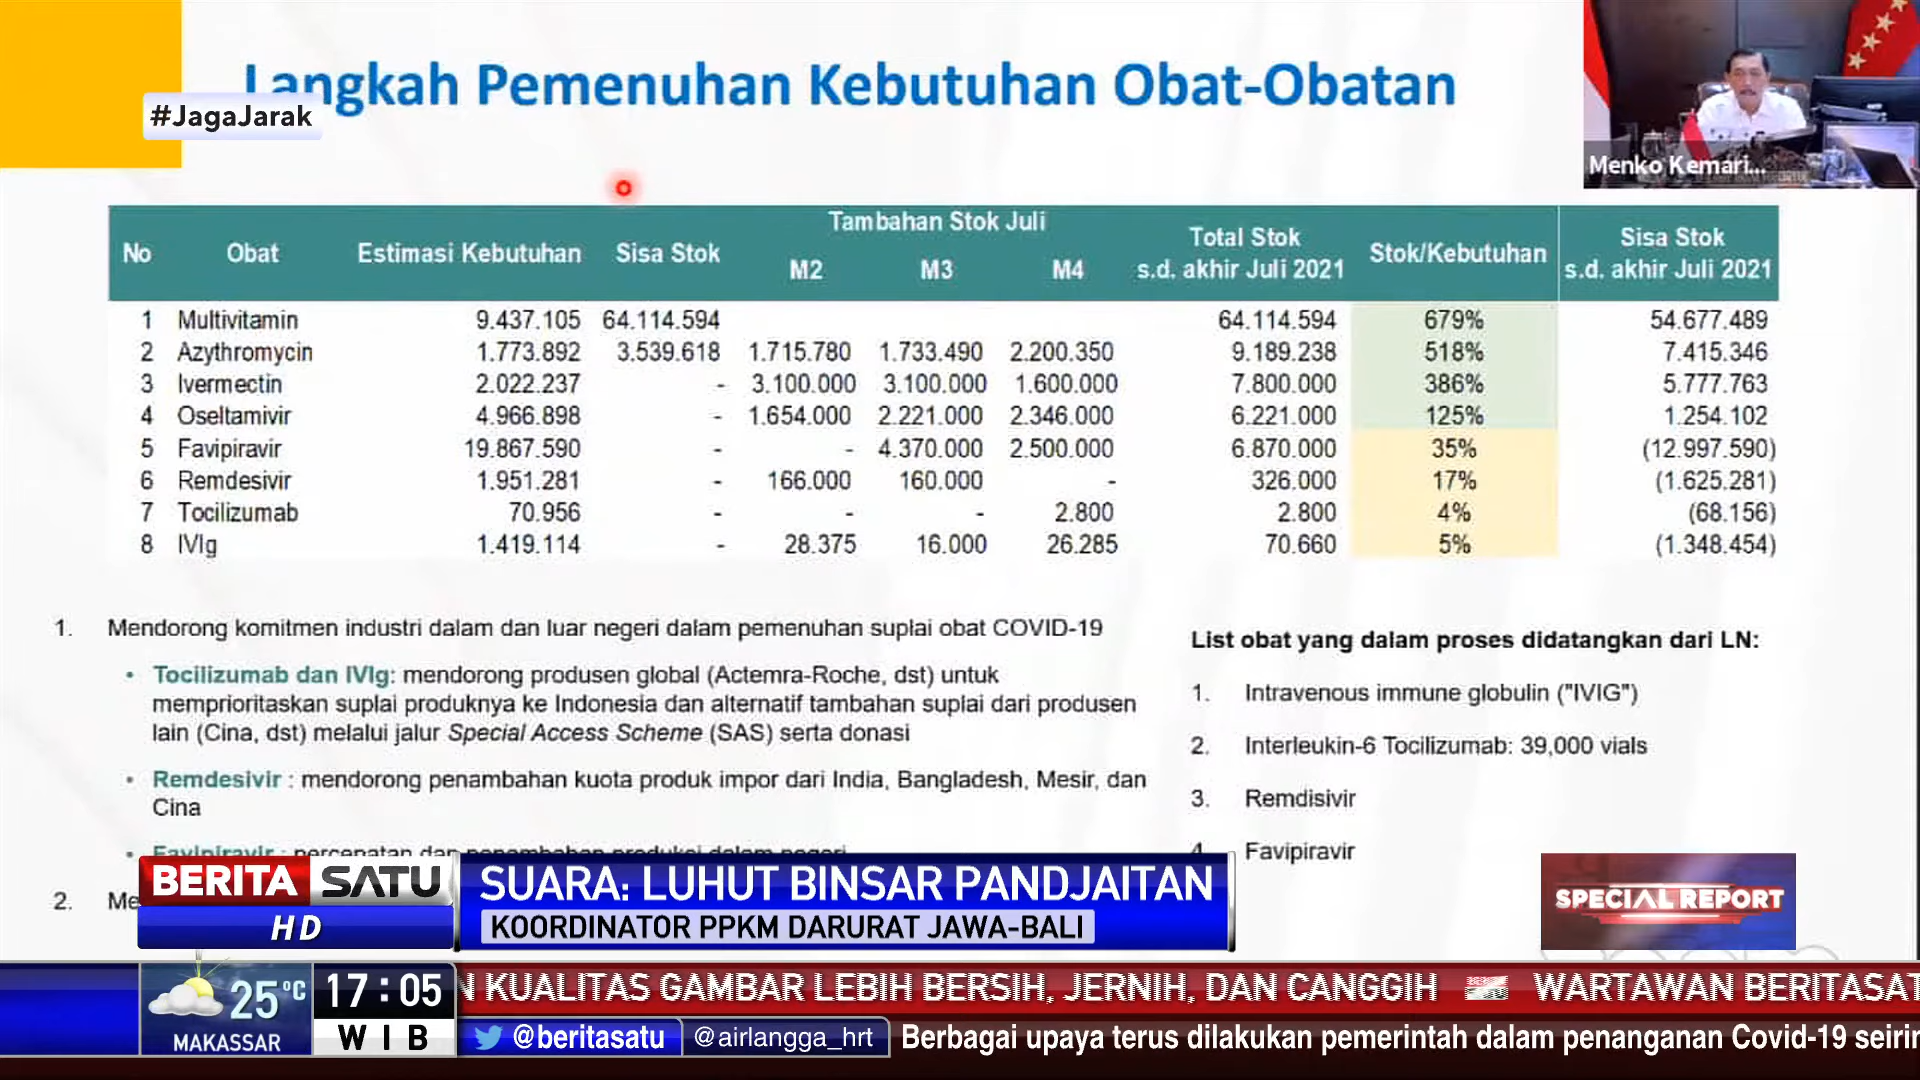 Langkah Pemenuhan Kebutuhan Obat-Obatan
#JagaJarak
Menko Kemari...
No Obat Estimasi Kebutuhan Sisa Stok Tambahan Stok Juli M2 M3 M4 Total Stok s.d. akhir Juli 2021 Stok/Kebutuhan Sisa Stok s.d. akhir Juli 2021
1 Multivitamin 9.437.105 64.114.594 64.114.594 679% 54.677.489
2 Azythromycin 1.773.892 3.539.618 1.715.780 1.733.490 2.200.350 9.189.238 518% 7.415.346
3 Ivermectin 2.022.237 - 3.100.000 3.100.000 1.600.000 7.800.000 386% 5.777.763
4 Oseltamivir 4.966.898 - 1.654.000 2.221.000 2.346.000 6.221.000 125% 1.254.102
5 Favipiravir 19.867.590 - - 4.370.000 2.500.000 6.870.000 35% (12.997.590)
6 Remdesivir 1.951.281 - 166.000 160.000 - 326.000 17% (1.625.281)
7 Tocilizumab 70.956 - - - 2.800 2.800 4% (68.156)
8 IVIg 1.419.114 - 28.375 16.000 26.285 70.660 5% (1.348.454)
1. Mendorong komitmen industri dalam dan luar negeri dalam pemenuhan suplai obat COVID-19
• Tocilizumab dan IVIg: mendorong produsen global (Actemra-Roche, dst) untuk
memprioritaskan suplai produknya ke Indonesia dan alternatif tambahan suplai dari produsen
lain (Cina, dst) melalui jalur Special Access Scheme (SAS) serta donasi
• Remdesivir : mendorong penambahan kuota produk impor dari India, Bangladesh, Mesir, dan
Cina
• Favipiravir : percepatan dan penambahan produksi dalam negeri
2. Me
List obat yang dalam proses didatangkan dari LN:
1. Intravenous immune globulin ("IVIG")
2. Interleukin-6 Tocilizumab: 39,000 vials
3. Remdisivir
4. Favipiravir
BERITA SATU
HD
SUARA: LUHUT BINSAR PANDJAITAN
KOORDINATOR PPKM DARURAT JAWA-BALI
SPECIAL REPORT
25°C
MAKASSAR
17:05
WIB
N KUALITAS GAMBAR LEBIH BERSIH, JERNIH, DAN CANGGIH WARTAWAN BERITASAT
@beritasatu @airlangga_hrt Berbagai upaya terus dilakukan pemerintah dalam penanganan Covid-19 seirin